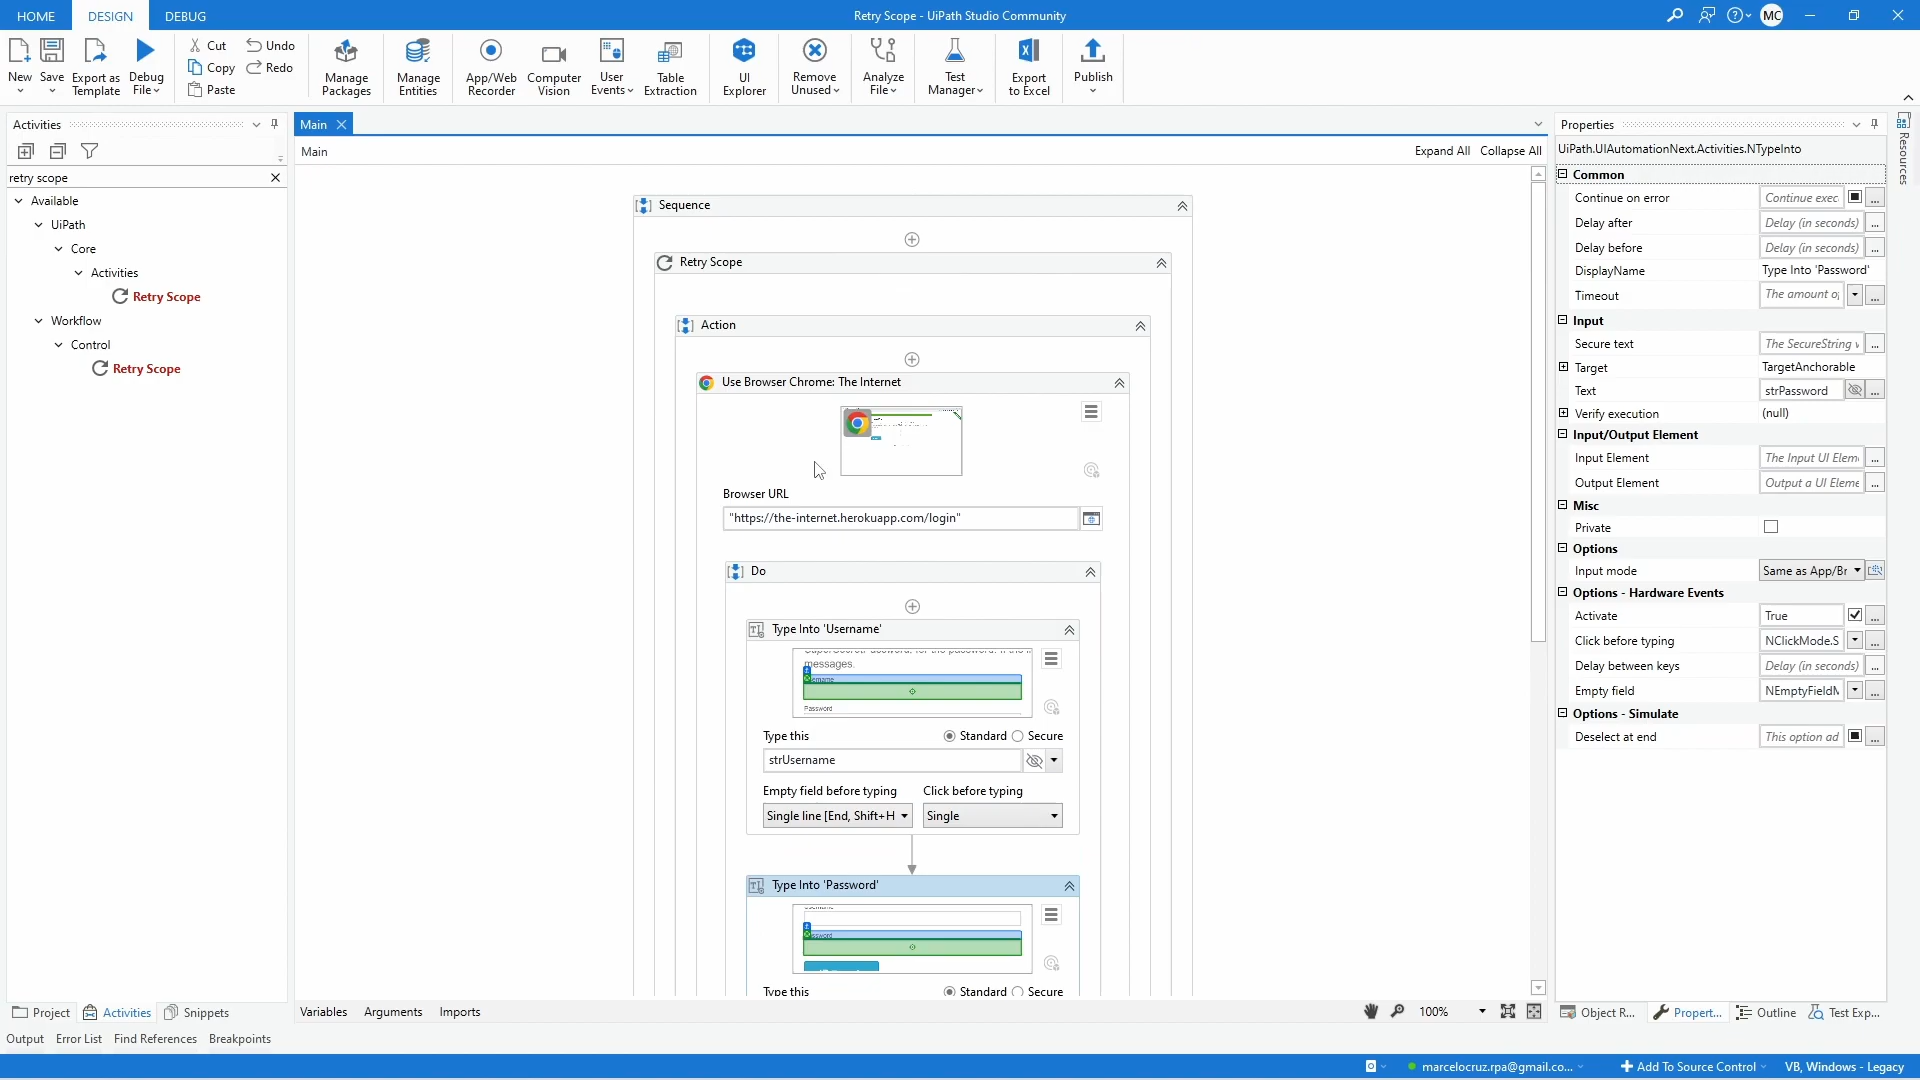 HOME DESIGN DEBUG
Retry Scope - UiPath Studio Community
MC
New
Save
Export as Template
Debug File
Cut
Copy
Paste
Undo
Redo
Manage Packages
Manage Entities
App/Web Recorder
Computer Vision
User Events
Table Extraction
UI Explorer
Remove Unused
Analyze File
Test Manager
Export to Excel
Publish
Activities
retry scope
Available
UiPath
Core
Activities
Retry Scope
Workflow
Control
Retry Scope
Project Activities Snippets
Main
Main
Expand All Collapse All
Sequence
Retry Scope
Action
Use Browser Chrome: The Internet
Browser URL
"https://the-internet.herokuapp.com/login"
Do
Type Into 'Username'
messages.
Password
Type this
Standard Secure
strUsername
Empty field before typing Click before typing
Single line [End, Shift+H Single
Type Into 'Password'
Type this
Standard Secure
Variables Arguments Imports
100%
Properties
Resources
UiPath.UIAutomationNext.Activities.NTypeInto
Common
Continue on error Continue exec
Delay after Delay (in seconds)
Delay before Delay (in seconds)
DisplayName Type Into 'Password'
Timeout The amount of
Input
Secure text The SecureString v
Target TargetAnchorable
Text strPassword
Verify execution (null)
Input/Output Element
Input Element The Input UI Elem
Output Element Output a UI Eleme
Misc
Private
Options
Input mode Same as App/Br
Options - Hardware Events
Activate True
Click before typing NClickMode.S
Delay between keys Delay (in seconds)
Empty field NEmptyFieldM
Options - Simulate
Deselect at end This option ad
Object R... Propert... Outline Test Exp...
Output Error List Find References Breakpoints
marcelocruz.rpa@gmail.co...
Add To Source Control
VB, Windows - Legacy